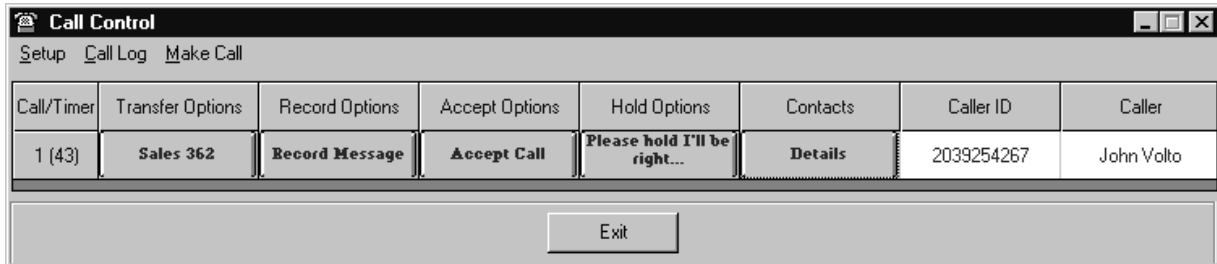 Call Control
Setup Call Log Make Call
Call/Timer Transfer Options Record Options Accept Options Hold Options Contacts Caller ID Caller
1 (43) Sales 362 Record Message Accept Call Please hold I'll be right... Details 2039254267 John Volto
Exit